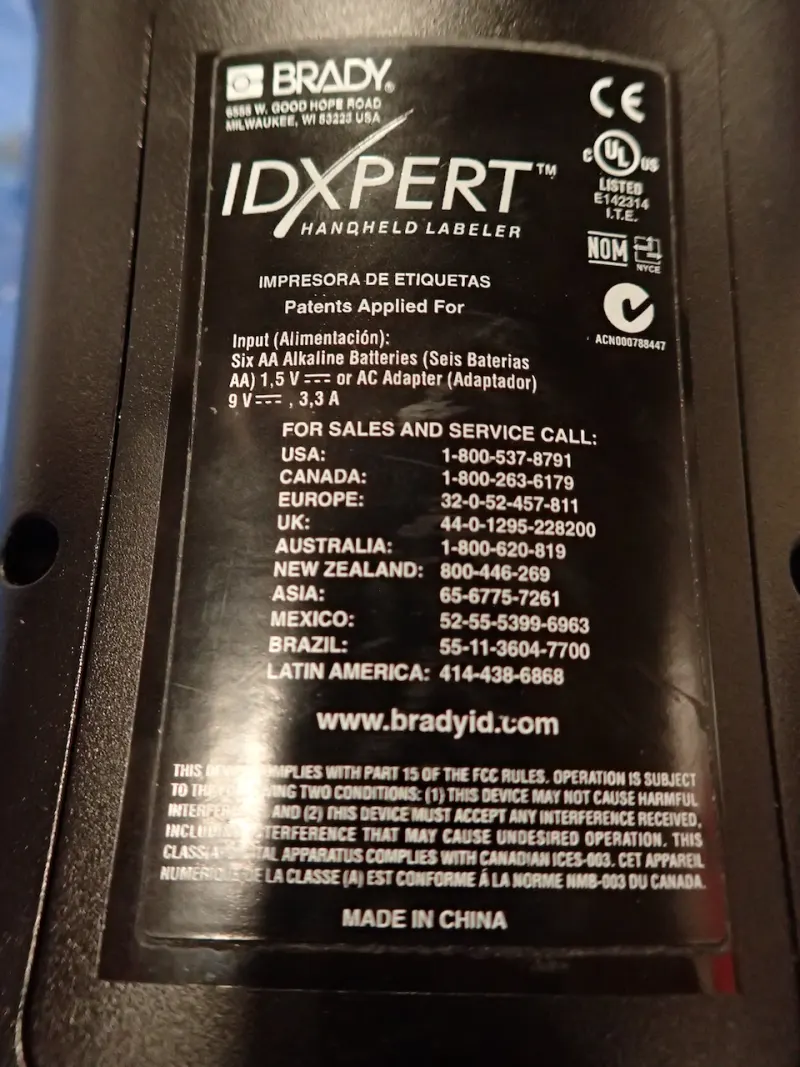 BRADY®
6555 W. GOOD HOPE ROAD
MILWAUKEE, WI 53223 USA
IDXPERT™
HANDHELD LABELER
CE
C UL US
LISTED
E142314
I.T.E.
NOM
NYCE
ACN000788447
IMPRESORA DE ETIQUETAS
Patents Applied For
Input (Alimentación):
Six AA Alkaline Batteries (Seis Baterias
AA) 1,5 V ⎓ or AC Adapter (Adaptador)
9 V ⎓ , 3,3 A
FOR SALES AND SERVICE CALL:
USA: 1-800-537-8791
CANADA: 1-800-263-6179
EUROPE: 32-0-52-457-811
UK: 44-0-1295-228200
AUSTRALIA: 1-800-620-819
NEW ZEALAND: 800-446-269
ASIA: 65-6775-7261
MEXICO: 52-55-5399-6963
BRAZIL: 55-11-3604-7700
LATIN AMERICA: 414-438-6868
www.bradyid.com
THIS COMPLIES WITH PART 15 OF THE FCC RULES. OPERATION IS SUBJECT
TO THE TWO CONDITIONS: (1) THIS DEVICE MAY NOT CAUSE HARMFUL
AND (2) THIS DEVICE MUST ACCEPT ANY INTERFERENCE RECEIVED,
INTERFERENCE THAT MAY CAUSE UNDESIRED OPERATION. THIS
CLASS A APPARATUS COMPLIES WITH CANADIAN ICES-003. CET APPAREIL
DE LA CLASSE (A) EST CONFORME Á LA NORME NMB-003 DU CANADA.
MADE IN CHINA